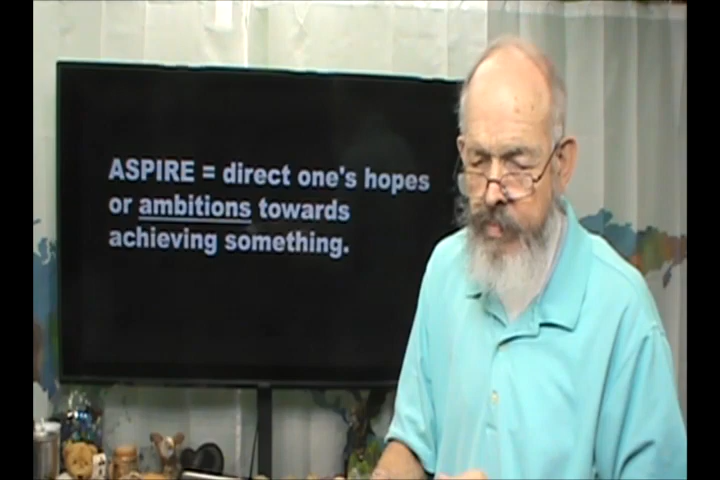 ASPIRE = direct one's hopes
or ambitions towards
achieving something.